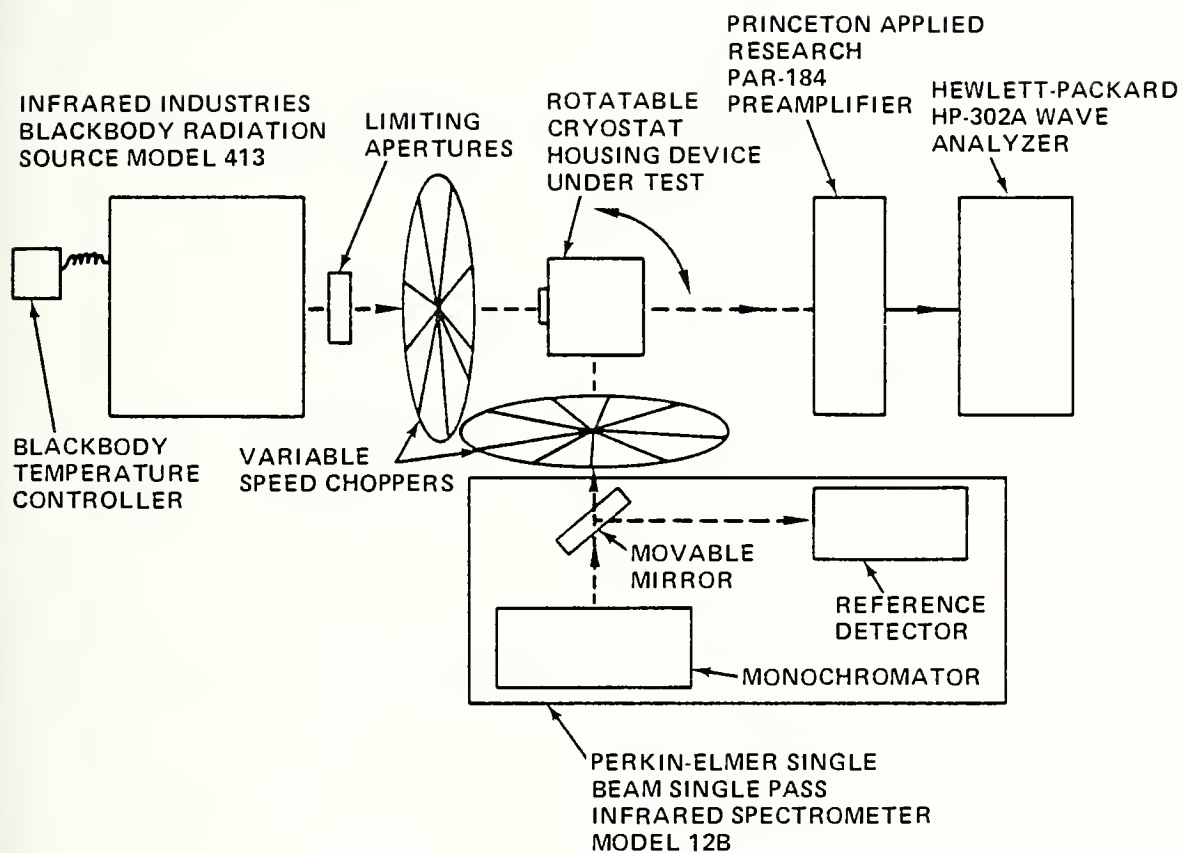 PRINCETON APPLIED
RESEARCH
PAR-184
PREAMPLIFIER
HEWLETT-PACKARD
HP-302A WAVE
ANALYZER
INFRARED INDUSTRIES
BLACKBODY RADIATION
SOURCE MODEL 413
LIMITING
APERTURES
ROTATABLE
CRYOSTAT
HOUSING DEVICE
UNDER TEST
BLACKBODY
TEMPERATURE
CONTROLLER
VARIABLE
SPEED CHOPPERS
MOVABLE
MIRROR
REFERENCE
DETECTOR
MONOCHROMATOR
PERKIN-ELMER SINGLE
BEAM SINGLE PASS
INFRARED SPECTROMETER
MODEL 12B